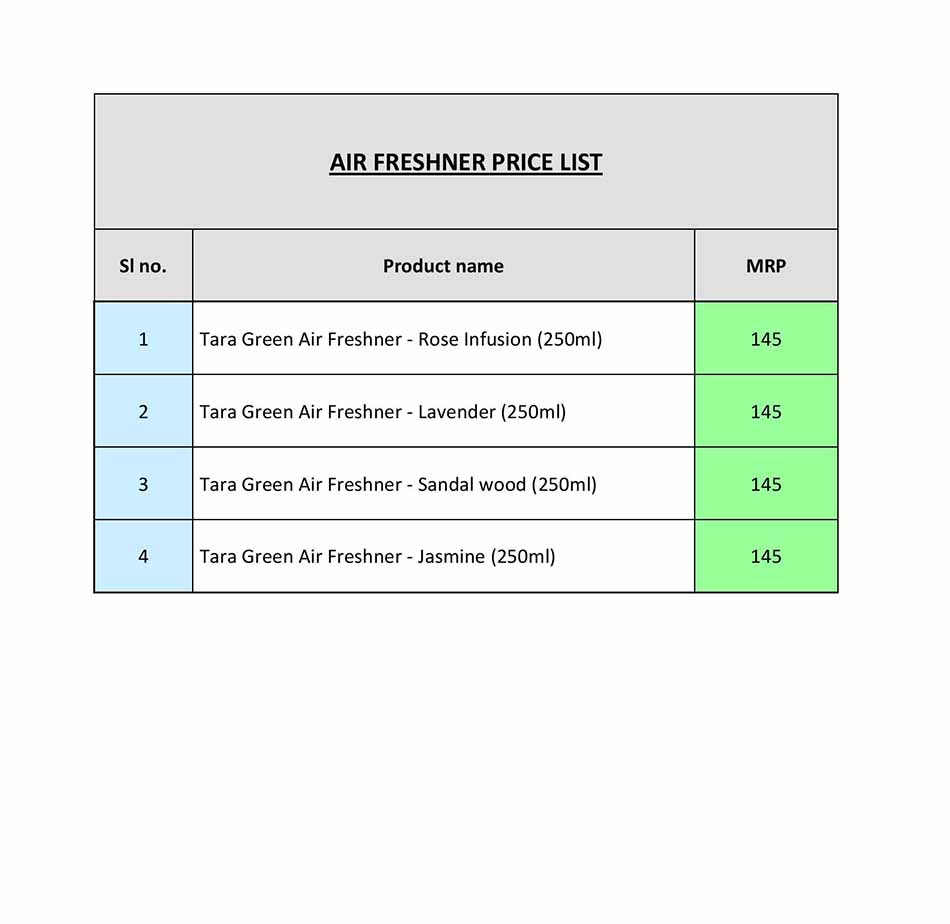 AIR FRESHNER PRICE LIST
Sl no. Product name MRP
1 Tara Green Air Freshner - Rose Infusion (250ml) 145
2 Tara Green Air Freshner - Lavender (250ml) 145
3 Tara Green Air Freshner - Sandal wood (250ml) 145
4 Tara Green Air Freshner - Jasmine (250ml) 145